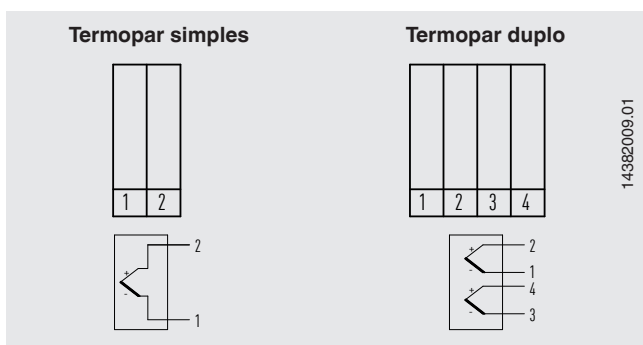 Termopar simples
Termopar duplo
1 2
1 2 3 4
+ 2
- 1
+ 2
- 1
+ 4
- 3
14382009.01